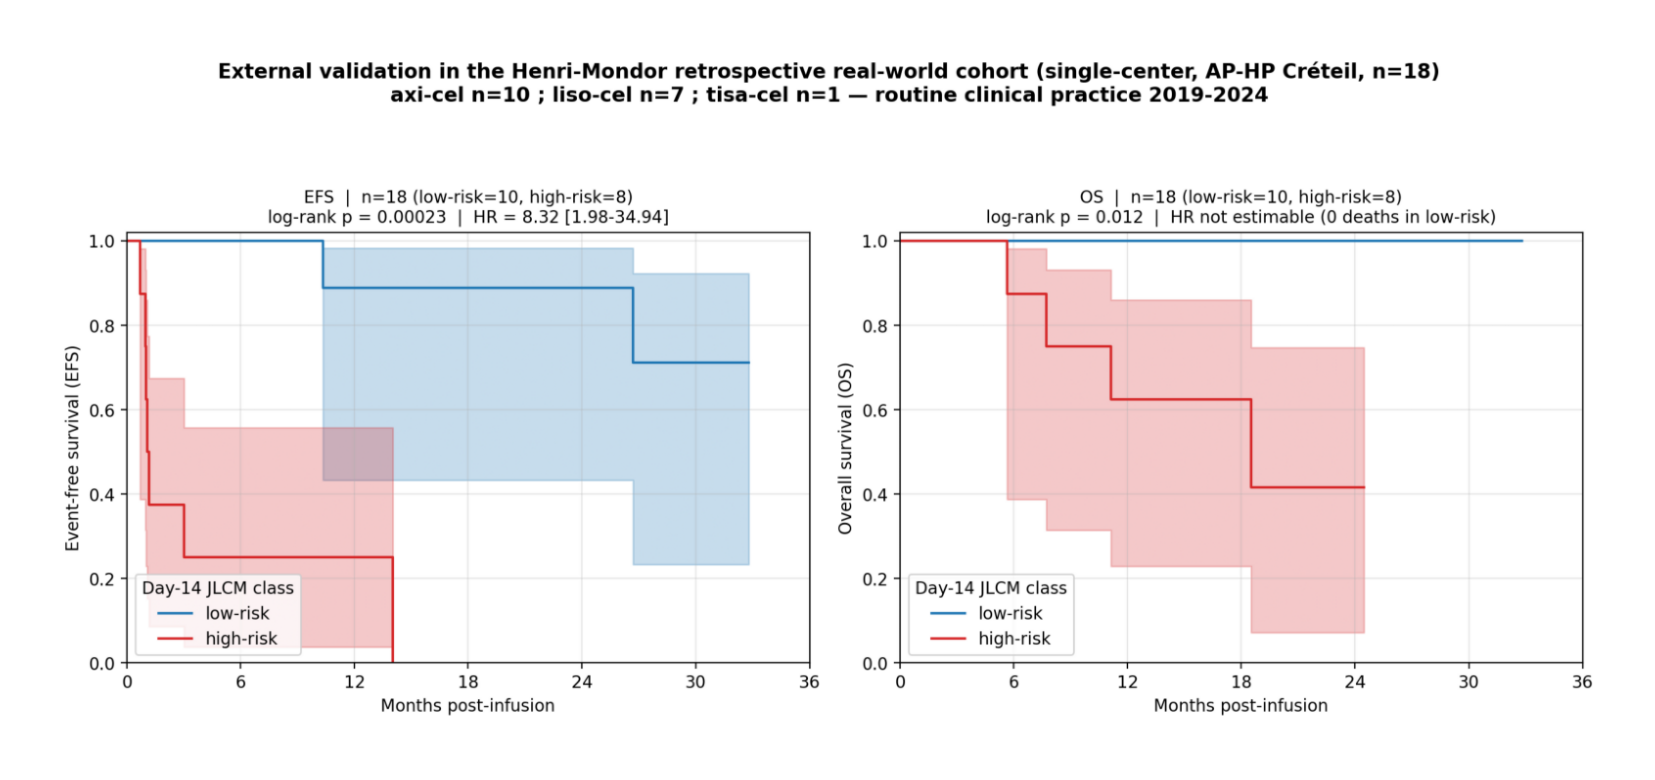 External validation in the Henri-Mondor retrospective real-world cohort (single-center, AP-HP Créteil, n=18)
axi-cel n=10 ; liso-cel n=7 ; tisa-cel n=1 — routine clinical practice 2019-2024
EFS | n=18 (low-risk=10, high-risk=8)
log-rank p = 0.00023 | HR = 8.32 [1.98-34.94]
Event-free survival (EFS)
1.0
0.8
0.6
0.4
0.2
0.0
Day-14 JLCM class
low-risk
high-risk
0 6 12 18 24 30 36
Months post-infusion
OS | n=18 (low-risk=10, high-risk=8)
log-rank p = 0.012 | HR not estimable (0 deaths in low-risk)
Overall survival (OS)
1.0
0.8
0.6
0.4
0.2
0.0
Day-14 JLCM class
low-risk
high-risk
0 6 12 18 24 30 36
Months post-infusion